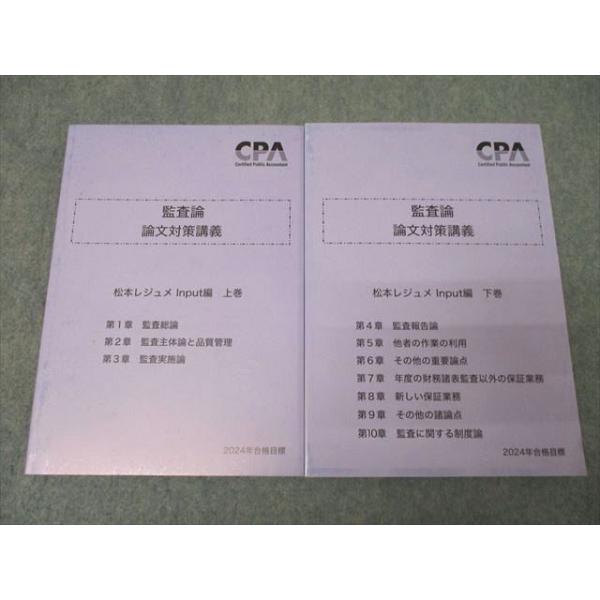 CPA
Certified Public Accountant
監査論
論文対策講義
松本レジュメ Input編 上巻
第1章 監査総論
第2章 監査主体論と品質管理
第3章 監査実施論
2024年合格目標
CPA
Certified Public Accountant
監査論
論文対策講義
松本レジュメ Input編 下巻
第4章 監査報告論
第5章 他者の作業の利用
第6章 その他の重要論点
第7章 年度の財務諸表監査以外の保証業務
第8章 新しい保証業務
第9章 その他の諸論点
第10章 監査に関する制度論
2024年合格目標